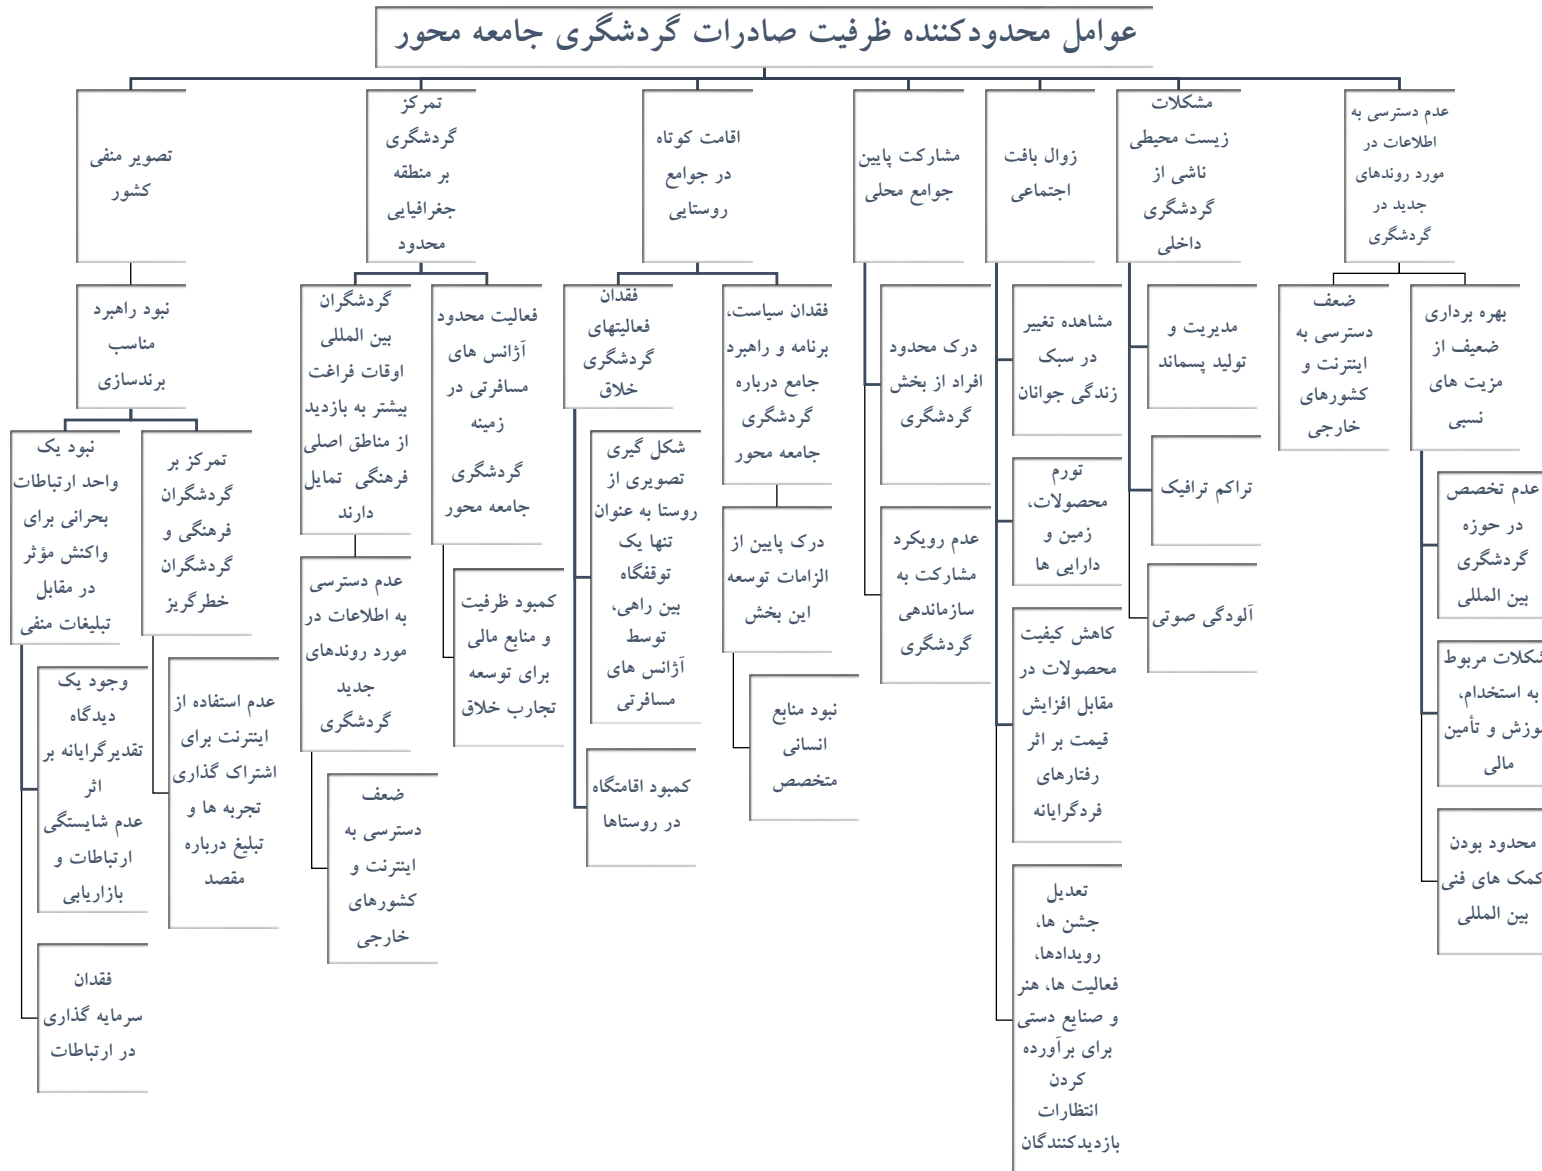 عوامل محدودکننده ظرفیت صادرات گردشگری جامعه محور
عدم دسترسی به
اطلاعات در
مورد روندهای
جدید در
گردشگری
بهره برداری
ضعیف از
مزیت های
نسبی
عدم تخصص
در حوزه
گردشگری
بین المللی
مربوط
به استخدام،
و تأمین
مالی
محدود بودن
کمک های فنی
بین المللی
ضعف
دسترسی به
اینترنت و
کشورهای
خارجی
مشکلات
زیست محیطی
ناشی از
گردشگری
داخلی
مدیریت و
تولید پسماند
تراکم ترافیک
آلودگی صوتی
زوال بافت
اجتماعی
مشاهده تغییر
در سبک
زندگی جوانان
تورم
محصولات،
زمین و
دارایی ها
کاهش کیفیت
محصولات در
مقابل افزایش
قیمت بر اثر
رفتارهای
فردگرایانه
تعدیل
جشن ها،
رویدادها،
فعالیت ها، هنر
و صنایع دستی
برای برآورده
کردن
انتظارات
بازدیدکنندگان
مشارکت پایین
جوامع محلی
درک محدود
افراد از بخش
گردشگری
عدم رویکرد
مشارکت به
سازماندهی
گردشگری
اقامت کوتاه
در جوامع
روستایی
فقدان سیاست،
برنامه و راهبرد
جامع درباره
گردشگری
جامعه محور
درک پایین از
الزامات توسعه
این بخش
نبود منابع
انسانی
متخصص
فقدان
فعالیتهای
گردشگری
خلاق
شکل گیری
تصویری از
روستا به عنوان
تنها یک
توقفگاه
بین راهی،
توسط
آژانس های
مسافرتی
کمبود اقامتگاه
در روستاها
تمرکز
گردشگری
بر منطقه
جغرافیایی
محدود
فعالیت محدود
آژانس های
مسافرتی در
زمینه
گردشگری
جامعه محور
کمبود ظرفیت
و منابع مالی
برای توسعه
تجارب خلاق
گردشگران
بین المللی
اوقات فراغت
بیشتر به بازدید
از مناطق اصلی
فرهنگی تمایل
دارند
عدم دسترسی
به اطلاعات در
مورد روندهای
جدید
گردشگری
ضعف
دسترسی به
اینترنت و
کشورهای
خارجی
تصویر منفی
کشور
نبود راهبرد
مناسب
برندسازی
تمرکز بر
گردشگران
فرهنگی و
گردشگران
خطرگریز
عدم استفاده از
اینترنت برای
اشتراک گذاری
تجربه ها و
تبلیغ درباره
مقصد
نبود یک
واحد ارتباطات
بحرانی برای
واکنش مؤثر
در مقابل
تبلیغات منفی
وجود یک
دیدگاه
تقدیرگرایانه بر
اثر
عدم شایستگی
ارتباطات و
بازاریابی
فقدان
سرمایه گذاری
در ارتباطات